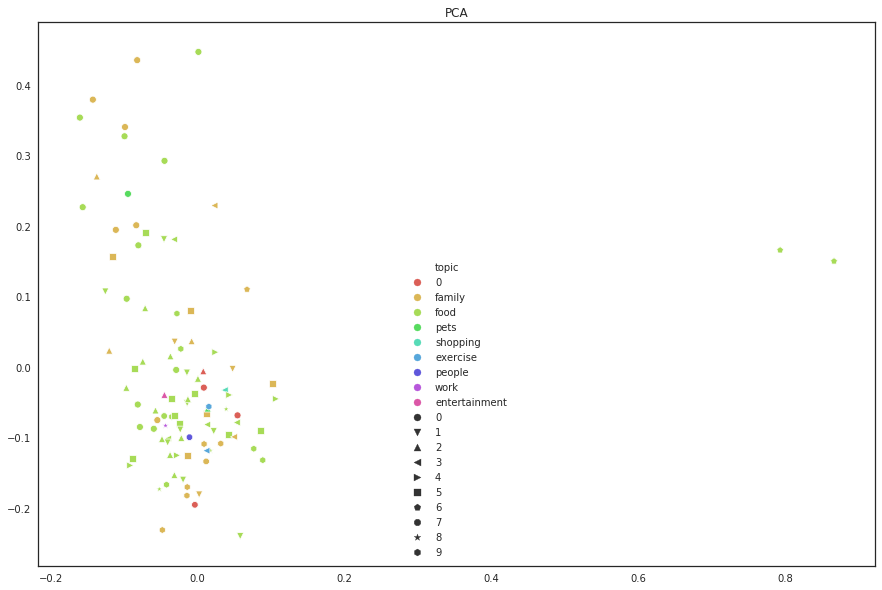 PCA
0.4
0.3
0.2
0.1
0.0
−0.1
−0.2
−0.2
0.0
0.2
0.4
0.6
0.8
topic
0
family
food
pets
shopping
exercise
people
work
entertainment
0
1
2
3
4
5
6
7
8
9